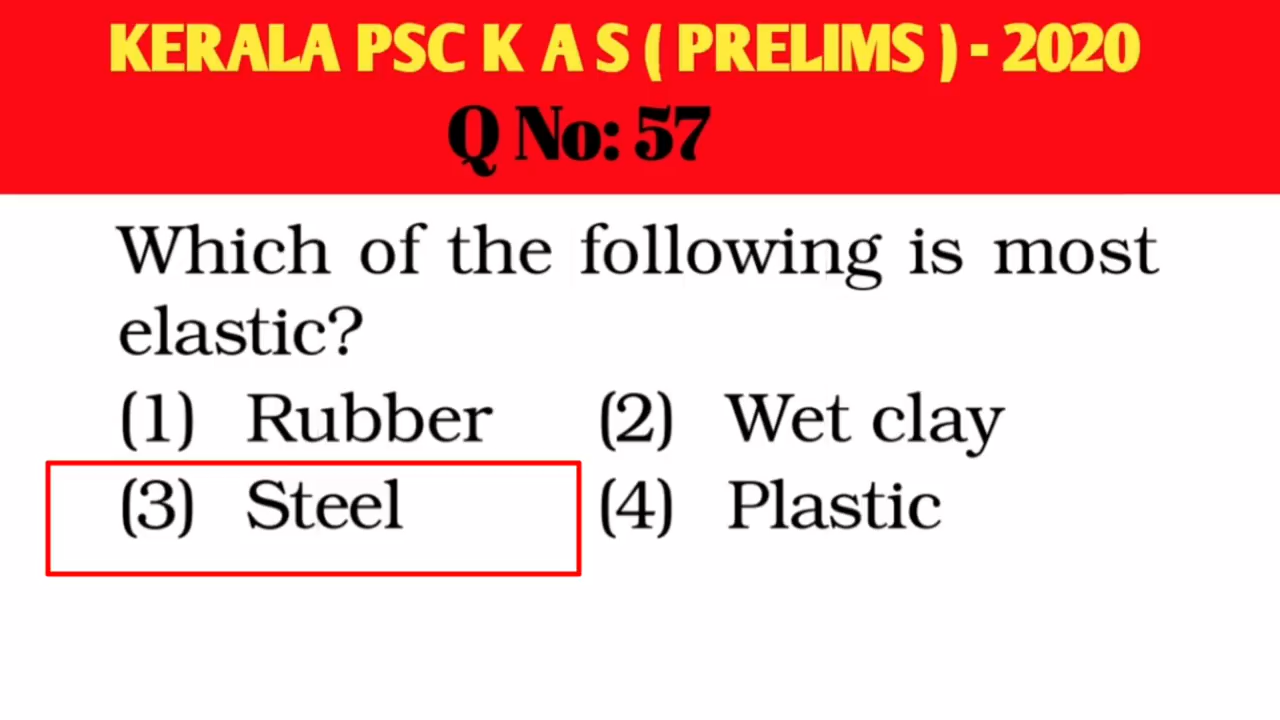 KERALA PSC K A S ( PRELIMS ) - 2020
Q No: 57
Which of the following is most
elastic?
(1) Rubber (2) Wet clay
(3) Steel (4) Plastic